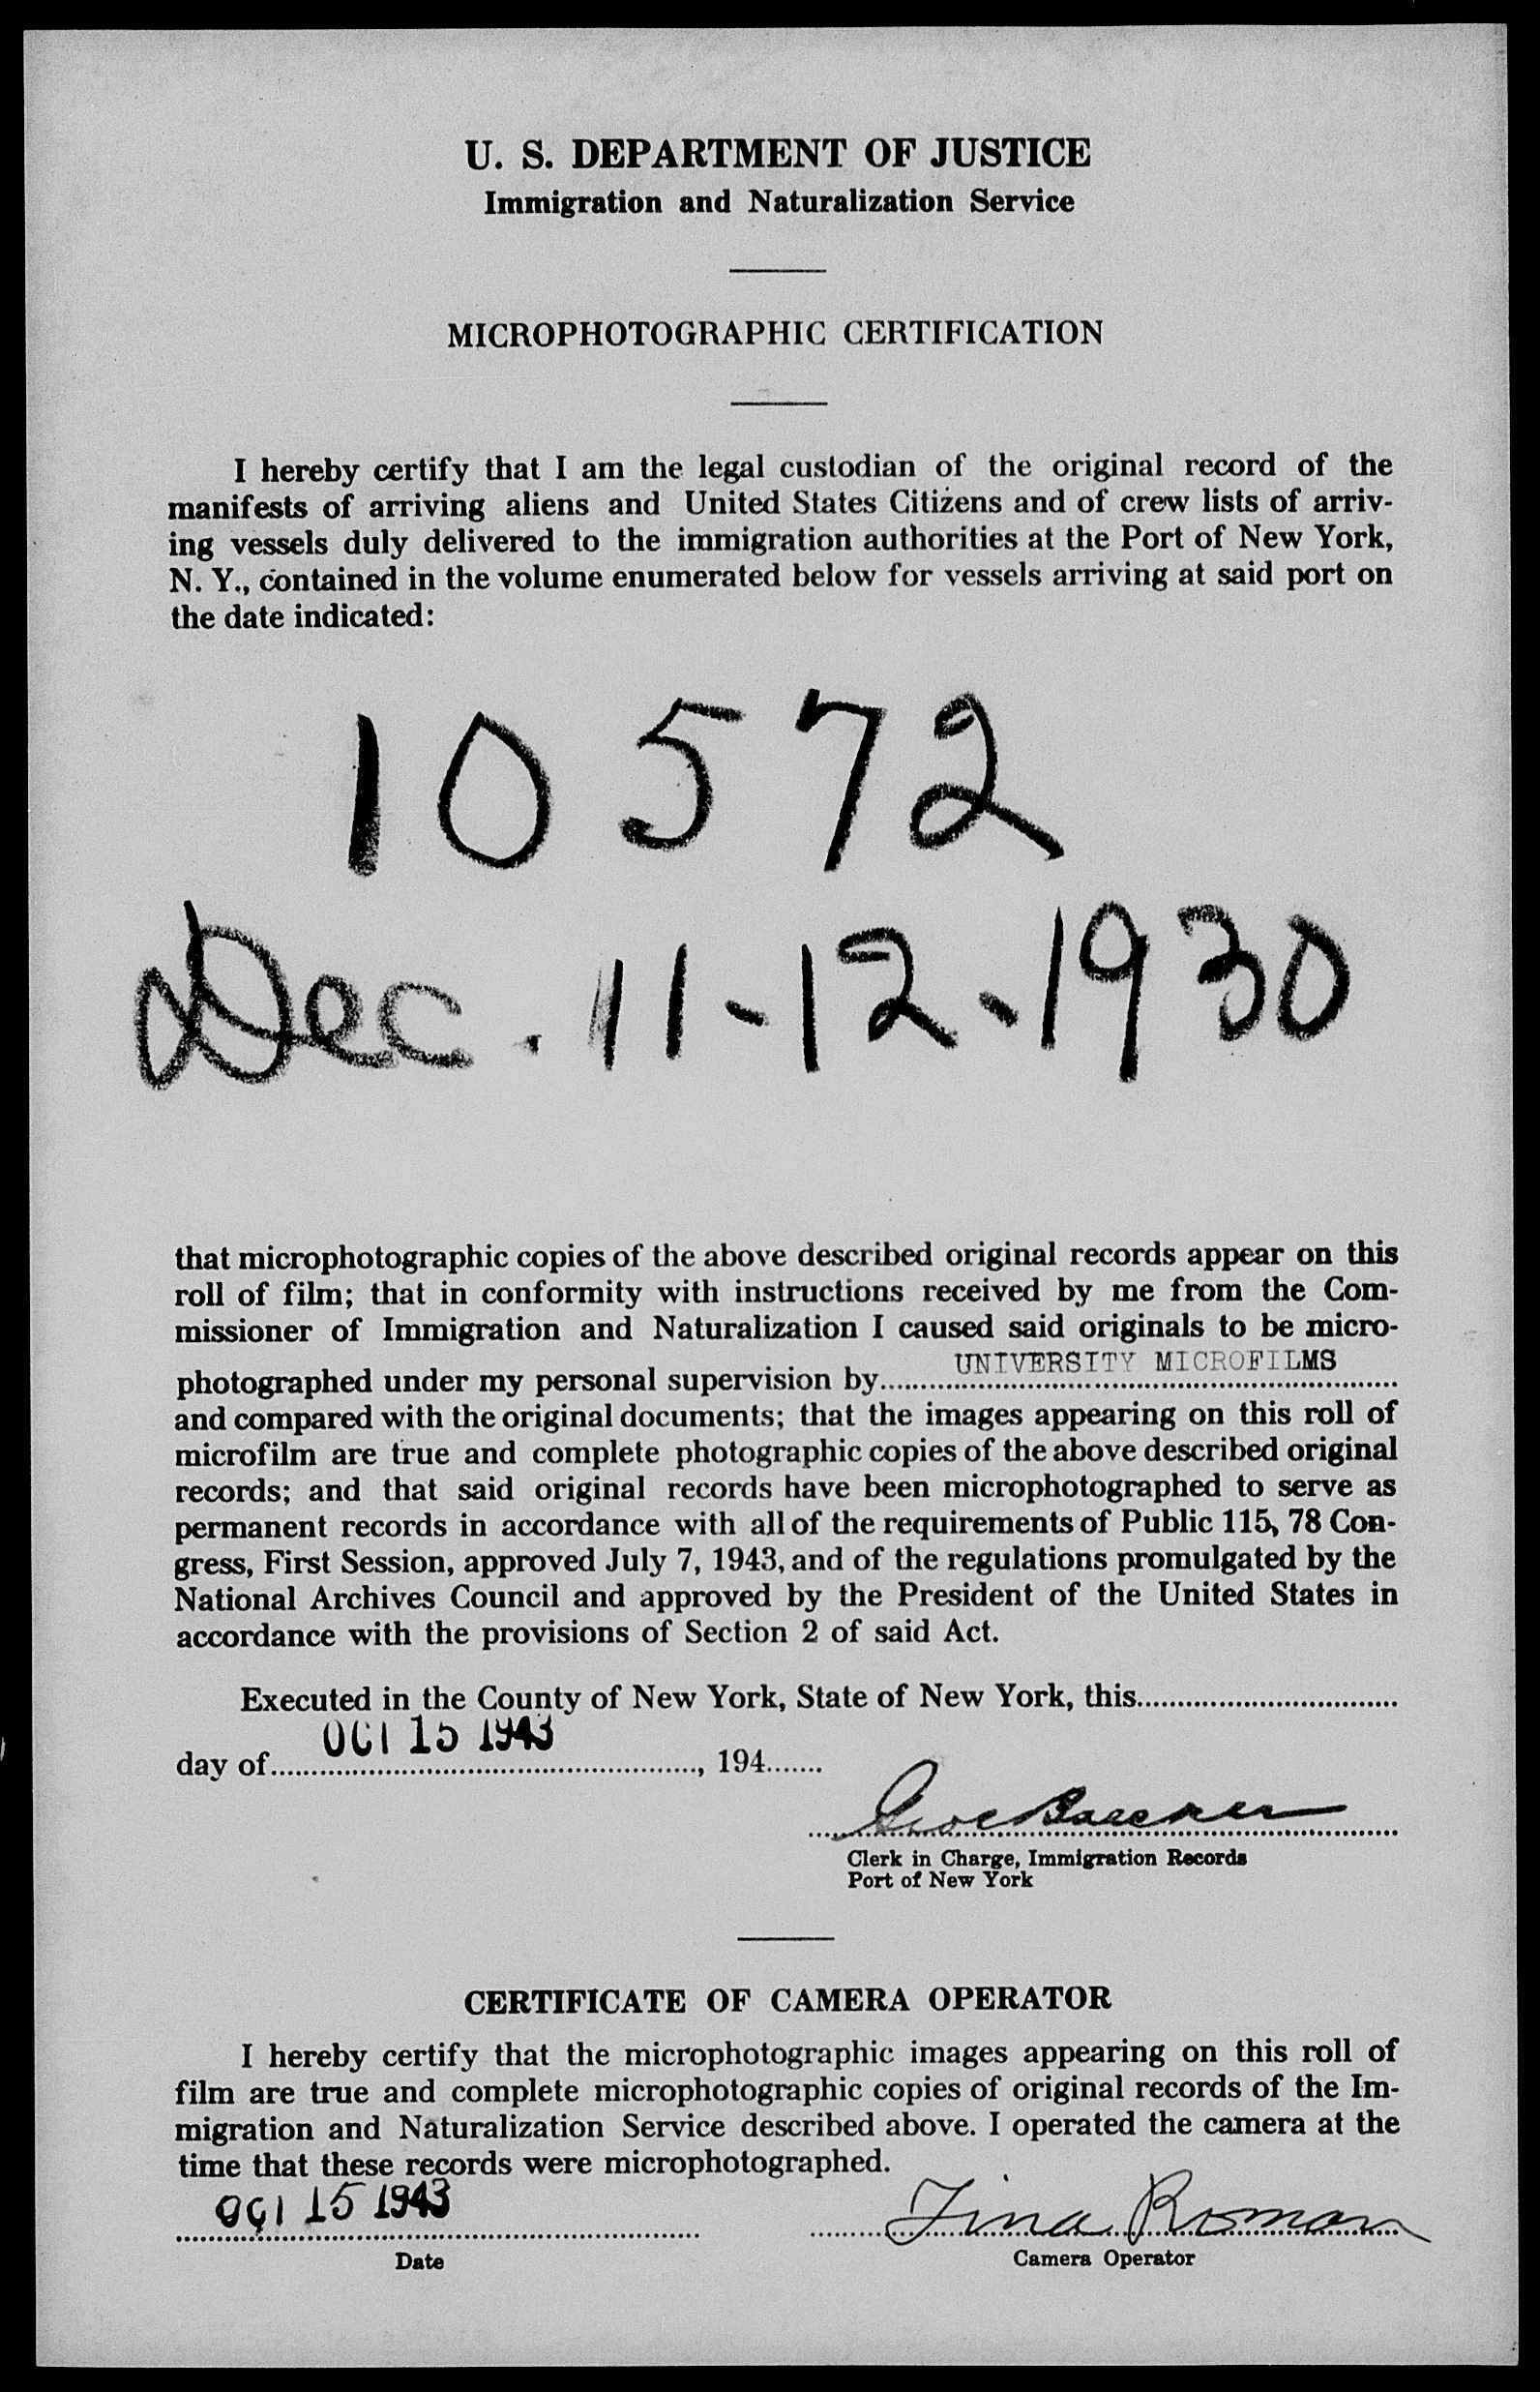 U. S. DEPARTMENT OF JUSTICE
Immigration and Naturalization Service
MICROPHOTOGRAPHIC CERTIFICATION
I hereby certify that I am the legal custodian of the original record of the
manifests of arriving aliens and United States Citizens and of crew lists of arriv-
ing vessels duly delivered to the immigration authorities at the Port of New York,
N. Y., contained in the volume enumerated below for vessels arriving at said port on
the date indicated:
10572
Dec. 11-12-1930
that microphotographic copies of the above described original records appear on this
roll of film; that in conformity with instructions received by me from the Com-
missioner of Immigration and Naturalization I caused said originals to be micro-
photographed under my personal supervision by UNIVERSITY MICROFILMS
and compared with the original documents; that the images appearing on this roll of
microfilm are true and complete photographic copies of the above described original
records; and that said original records have been microphotographed to serve as
permanent records in accordance with all of the requirements of Public 115, 78 Con-
gress, First Session, approved July 7, 1943, and of the regulations promulgated by the
National Archives Council and approved by the President of the United States in
accordance with the provisions of Section 2 of said Act.
Executed in the County of New York, State of New York, this
day of OCT 15 1943, 194
Clerk in Charge, Immigration Records
Port of New York
CERTIFICATE OF CAMERA OPERATOR
I hereby certify that the microphotographic images appearing on this roll of
film are true and complete microphotographic copies of original records of the Im-
migration and Naturalization Service described above. I operated the camera at the
time that these records were microphotographed.
OCT 15 1943 Tina Roman
Date Camera Operator